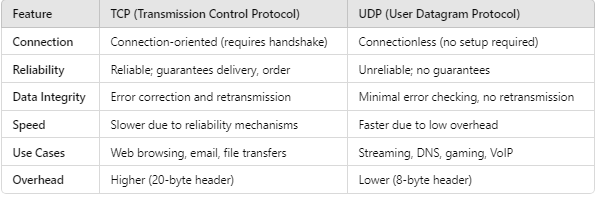 Feature TCP (Transmission Control Protocol) UDP (User Datagram Protocol)
Connection Connection-oriented (requires handshake) Connectionless (no setup required)
Reliability Reliable; guarantees delivery, order Unreliable; no guarantees
Data Integrity Error correction and retransmission Minimal error checking, no retransmission
Speed Slower due to reliability mechanisms Faster due to low overhead
Use Cases Web browsing, email, file transfers Streaming, DNS, gaming, VoIP
Overhead Higher (20-byte header) Lower (8-byte header)